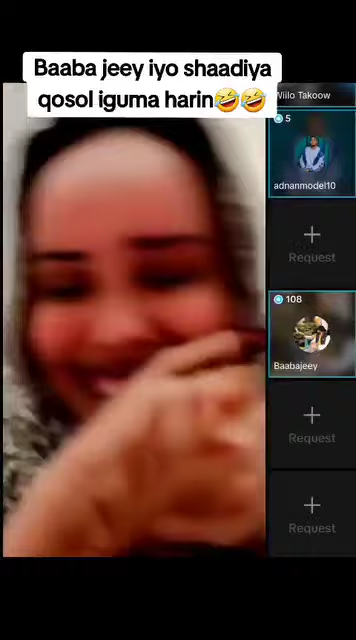 Baaba jeey iyo shaadiya
qosol iguma harin🤣🤣
Wiilo Takoow
5
adnanmodel10
Request
108
Baabajeey
Request
Request